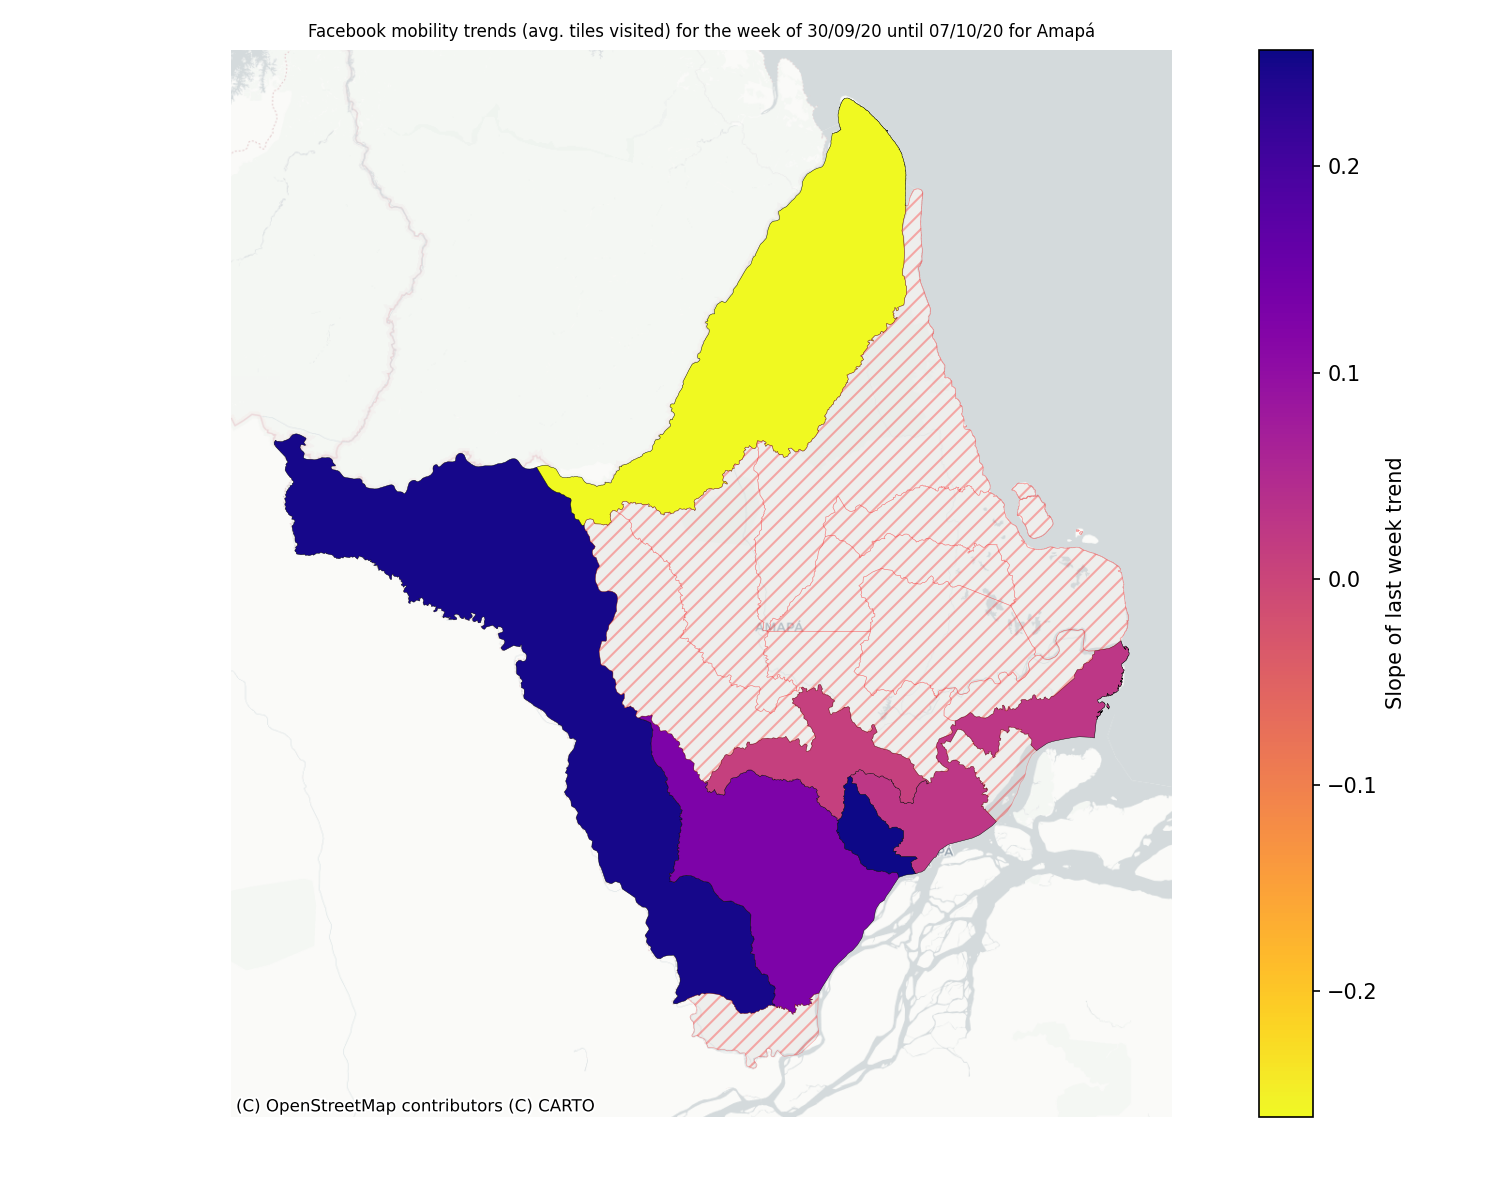 Facebook mobility trends (avg. tiles visited) for the week of 30/09/20 until 07/10/20 for Amapá
0.2
0.1
0.0
−0.1
−0.2
Slope of last week trend
AMAPÁ
PÁ
(C) OpenStreetMap contributors (C) CARTO